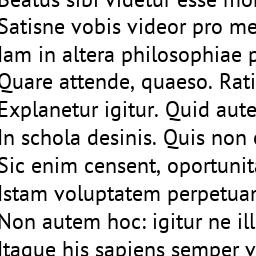 Beatus sibi videtur esse mor
Satisne vobis videor pro me
Iam in altera philosophiae p
Quare attende, quaeso. Rati
Explanetur igitur. Quid aute
In schola desinis. Quis non
Sic enim censent, oportunita
Istam voluptatem perpetuar
Non autem hoc: igitur ne ill
Itaque his sapiens semper v